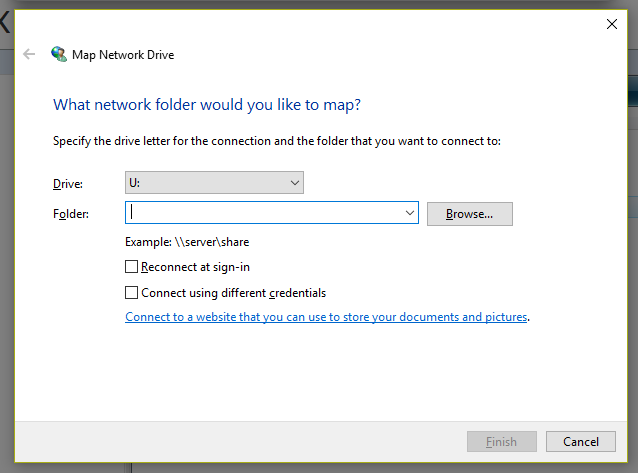 Map Network Drive
What network folder would you like to map?
Specify the drive letter for the connection and the folder that you want to connect to:
Drive: U:
Folder: Browse...
Example: \\server\share
Reconnect at sign-in
Connect using different credentials
Connect to a website that you can use to store your documents and pictures.
Finish Cancel